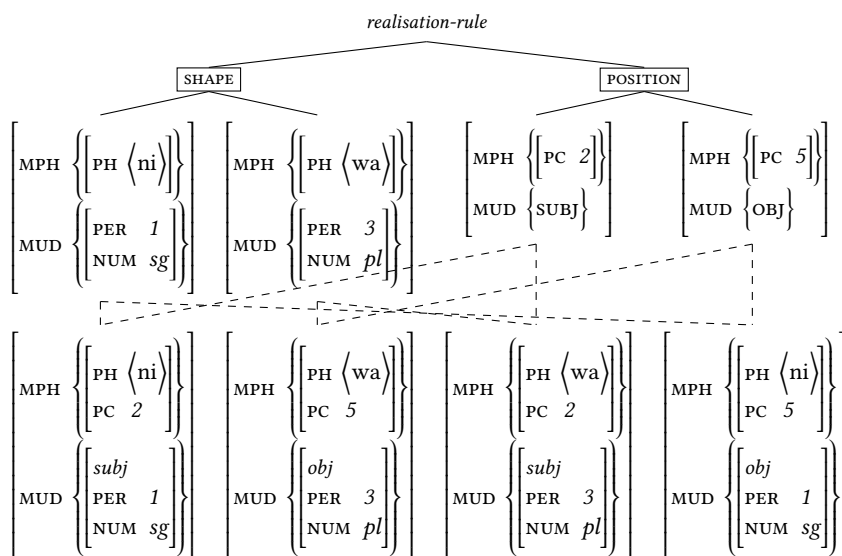 realisation-rule
SHAPE POSITION
[MPH {[PH ⟨ni⟩]}] [MPH {[PH ⟨wa⟩]}] [MPH {[PC 2]}] [MPH {[PC 5]}]
[MUD {[PER 1]}] [MUD {[PER 3]}] [MUD {SUBJ}] [MUD {OBJ}]
[NUM sg] [NUM pl]
[MPH {[PH ⟨ni⟩]}] [MPH {[PH ⟨wa⟩]}] [MPH {[PH ⟨wa⟩]}] [MPH {[PH ⟨ni⟩]}]
[PC 2] [PC 5] [PC 2] [PC 5]
[subj] [obj] [subj] [obj]
[MUD {[PER 1]}] [MUD {[PER 3]}] [MUD {[PER 3]}] [MUD {[PER 1]}]
[NUM sg] [NUM pl] [NUM pl] [NUM sg]